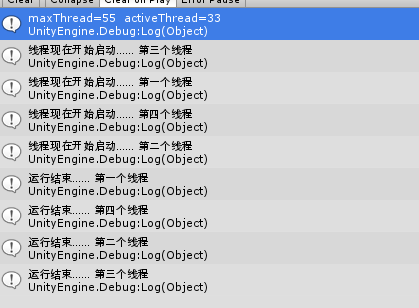 Clear Collapse Clear on Play Error Pause
maxThread=55 activeThread=33
UnityEngine.Debug:Log(Object)
线程现在开始启动...... 第三个线程
UnityEngine.Debug:Log(Object)
线程现在开始启动...... 第一个线程
UnityEngine.Debug:Log(Object)
线程现在开始启动...... 第四个线程
UnityEngine.Debug:Log(Object)
线程现在开始启动...... 第二个线程
UnityEngine.Debug:Log(Object)
运行结束...... 第一个线程
UnityEngine.Debug:Log(Object)
运行结束...... 第四个线程
UnityEngine.Debug:Log(Object)
运行结束...... 第二个线程
UnityEngine.Debug:Log(Object)
运行结束...... 第三个线程
UnityEngine.Debug:Log(Object)